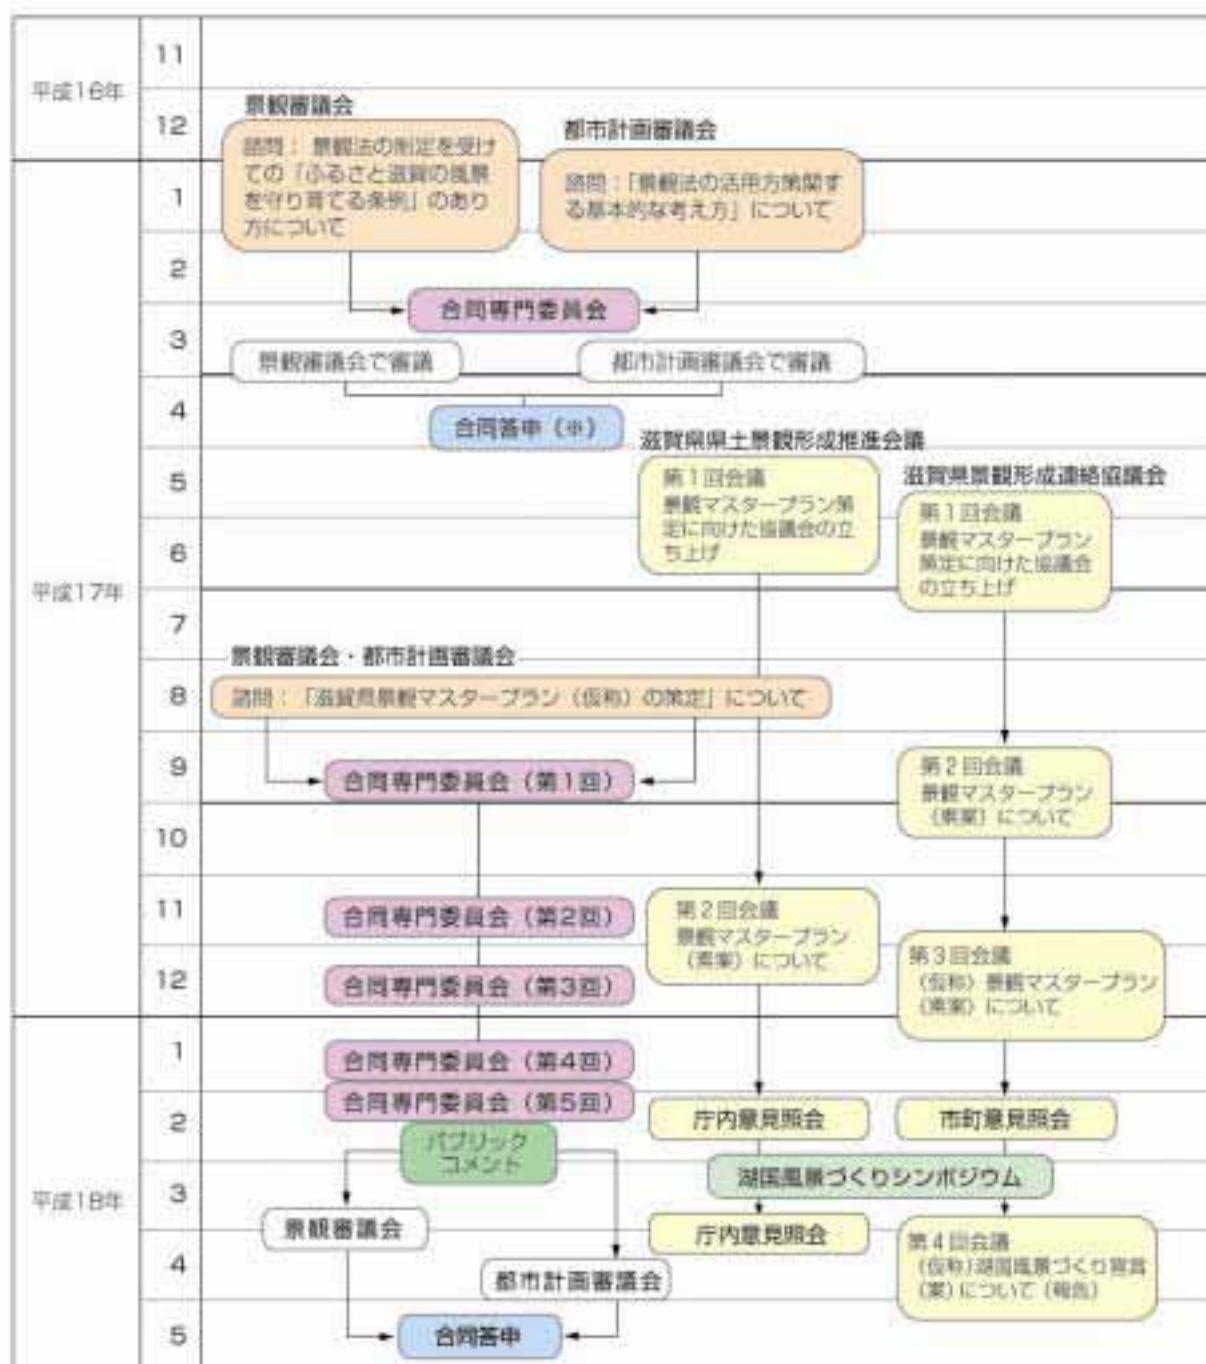 平成16年
11
12
景観審議会
諮問：景観法の制定を受け
ての「ふるさと滋賀の風景
を守り育てる条例」のあり
方について
都市計画審議会
諮問：「景観法の活用方策関す
る基本的な考え方」について
平成17年
1
2
合同専門委員会
3
景観審議会で審議
都市計画審議会で審議
4
合同答申（※）
滋賀県県土景観形成推進会議
5
第1回会議
景観マスタープラン策
定に向けた協議会の立
ち上げ
滋賀県景観形成連絡協議会
第1回会議
景観マスタープラン
策定に向けた協議会
の立ち上げ
6
7
景観審議会・都市計画審議会
8
諮問：「滋賀県景観マスタープラン（仮称）の策定」について
9
合同専門委員会（第1回）
第2回会議
景観マスタープラン
（素案）について
10
11
合同専門委員会（第2回）
第2回会議
景観マスタープラン
（素案）について
12
合同専門委員会（第3回）
第3回会議
（仮称）景観マスタープラン
（素案）について
平成18年
1
合同専門委員会（第4回）
合同専門委員会（第5回）
2
庁内意見照会
市町意見照会
パブリック
コメント
3
湖国風景づくりシンポジウム
景観審議会
庁内意見照会
第4回会議
(仮称)湖国風景づくり宣言
(案)について（報告）
4
都市計画審議会
5
合同答申